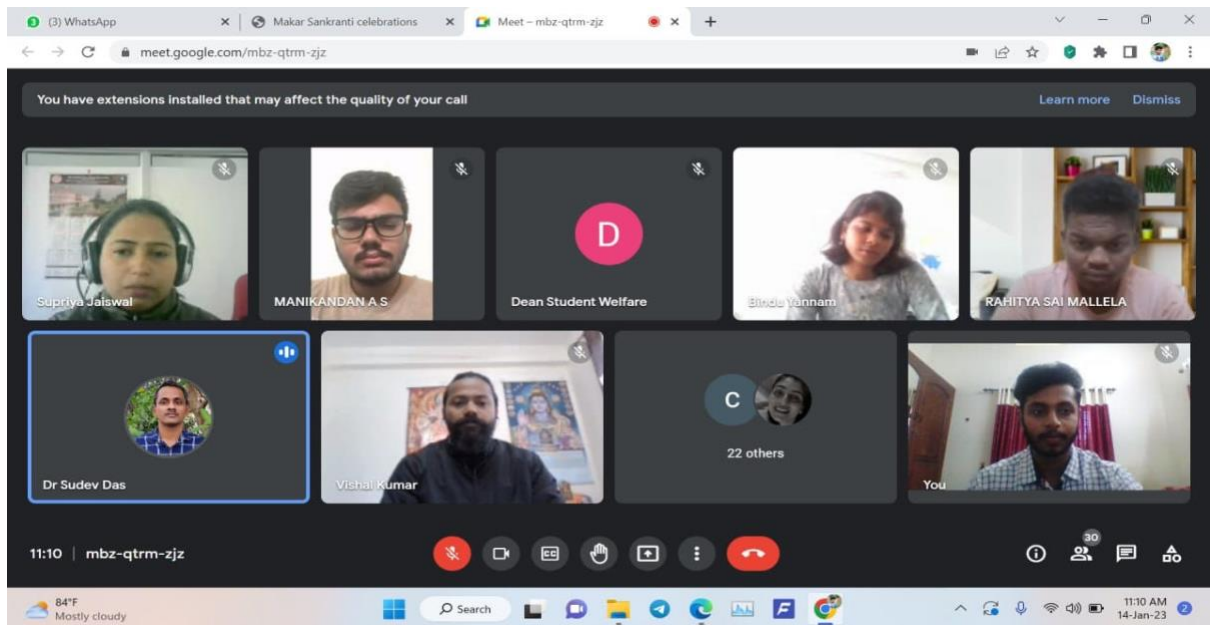 (3) WhatsApp
Makar Sankranti celebrations
Meet – mbz-qtrm-zjz
meet.google.com/mbz-qtrm-zjz
You have extensions installed that may affect the quality of your call
Learn more
Dismiss
Supriya Jaiswal
MANIKANDAN A S
D
Dean Student Welfare
Bindu Yannam
RAHITYA SAI MALLELA
Dr Sudev Das
Vishal Kumar
C
22 others
You
11:10 | mbz-qtrm-zjz
CC
30
84°F
Mostly cloudy
Search
F
11:10 AM
14-Jan-23
2